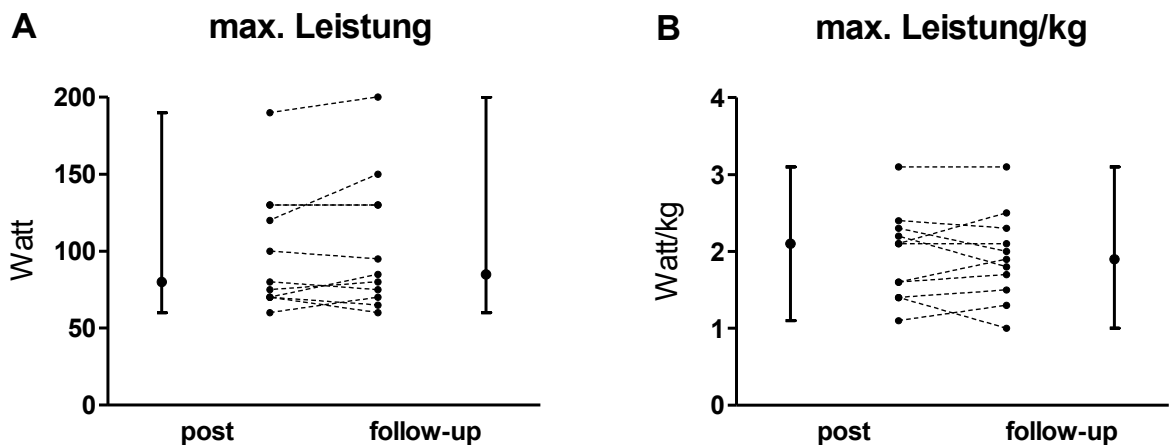 A max. Leistung
Watt
200
150
100
50
0
post follow-up
B max. Leistung/kg
Watt/kg
4
3
2
1
0
post follow-up